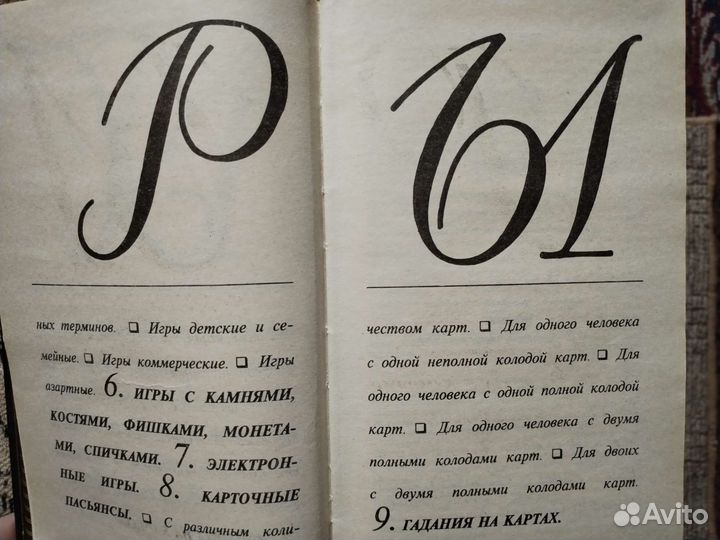 Р
ных терминов. ❏ Игры детские и се-
мейные. ❏ Игры коммерческие. ❏ Игры
азартные. 6. ИГРЫ С КАМНЯМИ,
КОСТЯМИ, ФИШКАМИ, МОНЕТА-
МИ, СПИЧКАМИ. 7. ЭЛЕКТРОН-
НЫЕ ИГРЫ. 8. КАРТОЧНЫЕ
ПАСЬЯНСЫ. ❏ С различным коли-
Ы
чеством карт. ❏ Для одного человека
с одной неполной колодой карт. ❏ Для
одного человека с одной полной колодой
карт. ❏ Для одного человека с двумя
полными колодами карт. ❏ Для двоих
с двумя полными колодами карт.
9. ГАДАНИЯ НА КАРТАХ.
Avito